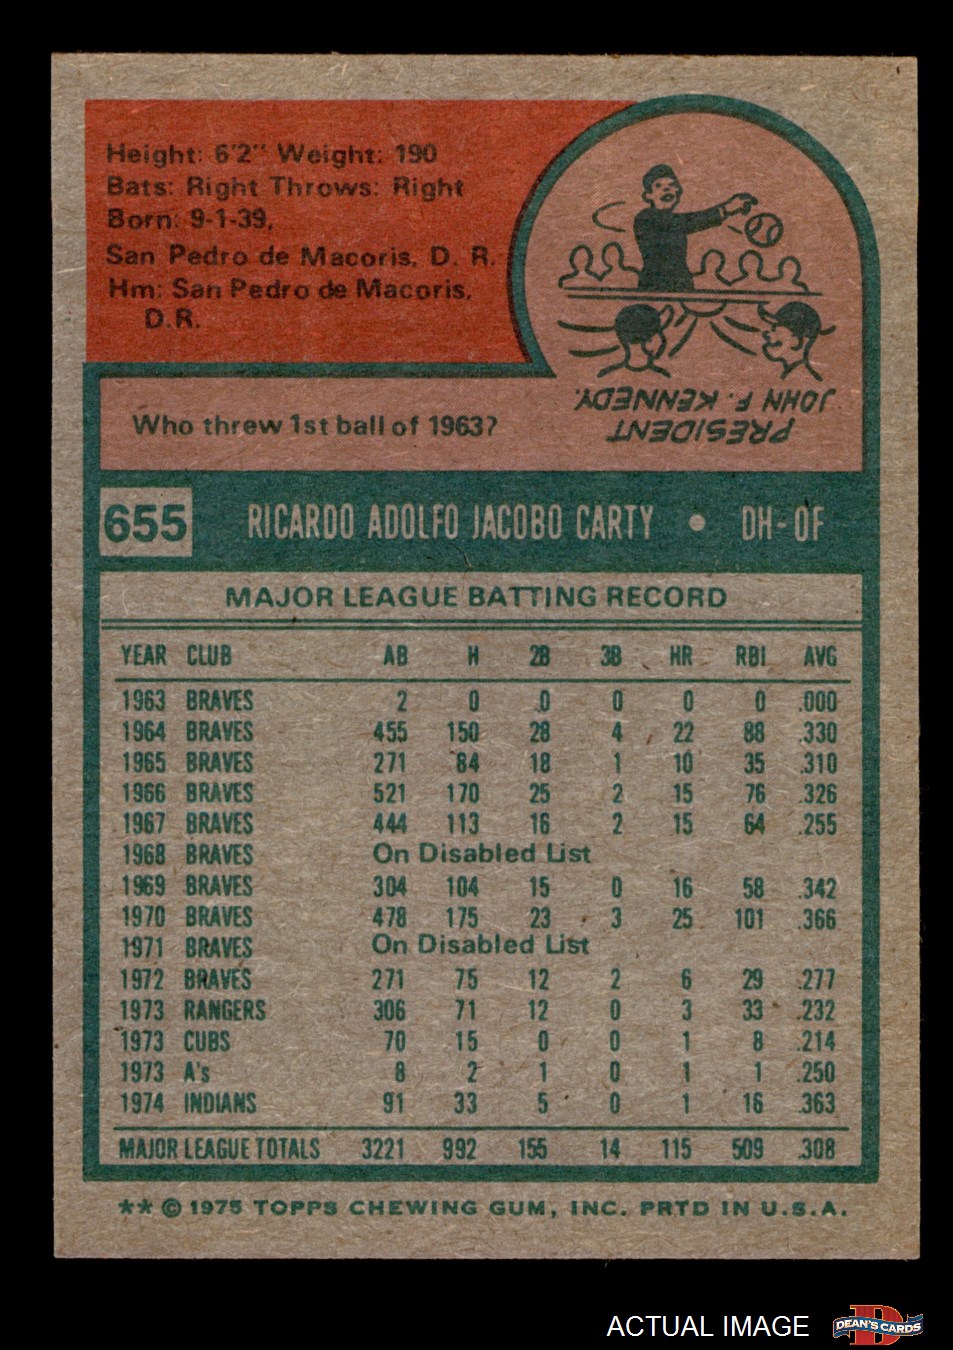 Height: 6'2" Weight: 190
Bats: Right Throws: Right
Born: 9-1-39,
San Pedro de Macoris, D. R.
Hm: San Pedro de Macoris,
D.R.
Who threw 1st ball of 1963?
PRESIDENT
JOHN F. KENNEDY.
655 RICARDO ADOLFO JACOBO CARTY • DH-OF
MAJOR LEAGUE BATTING RECORD
YEAR CLUB AB H 2B 3B HR RBI AVG
1963 BRAVES 2 0 0 0 0 0 .000
1964 BRAVES 455 150 28 4 22 88 .330
1965 BRAVES 271 84 18 1 10 35 .310
1966 BRAVES 521 170 25 2 15 76 .326
1967 BRAVES 444 113 16 2 15 64 .255
1968 BRAVES On Disabled List
1969 BRAVES 304 104 15 0 16 58 .342
1970 BRAVES 478 175 23 3 25 101 .366
1971 BRAVES On Disabled List
1972 BRAVES 271 75 12 2 6 29 .277
1973 RANGERS 306 71 12 0 3 33 .232
1973 CUBS 70 15 0 0 1 8 .214
1973 A's 8 2 1 0 1 1 .250
1974 INDIANS 91 33 5 0 1 16 .363
MAJOR LEAGUE TOTALS 3221 992 155 14 115 509 .308
** © 1975 TOPPS CHEWING GUM, INC. PRTD IN U.S.A.
ACTUAL IMAGE
D
DEAN'S CARDS